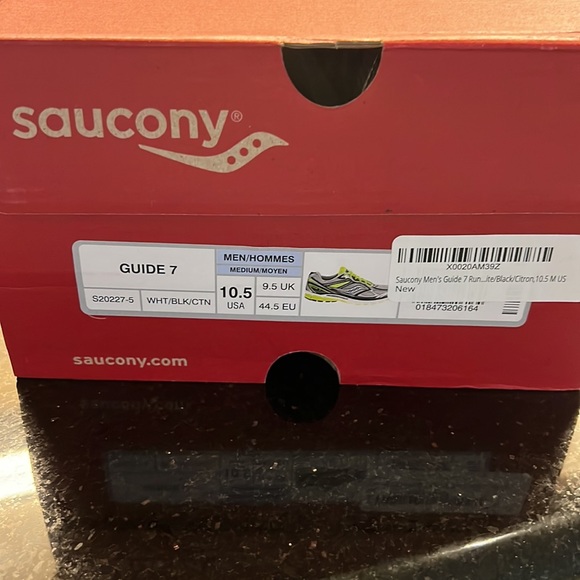 saucony®
GUIDE 7
S20227-5
WHT/BLK/CTN
MEN/HOMMES
MEDIUM/MOYEN
10.5
USA
9.5 UK
44.5 EU
X0020AM39Z
Saucony Men's Guide 7 Run...ite/Black/Citron,10.5 M US
New
018473206164
saucony.com